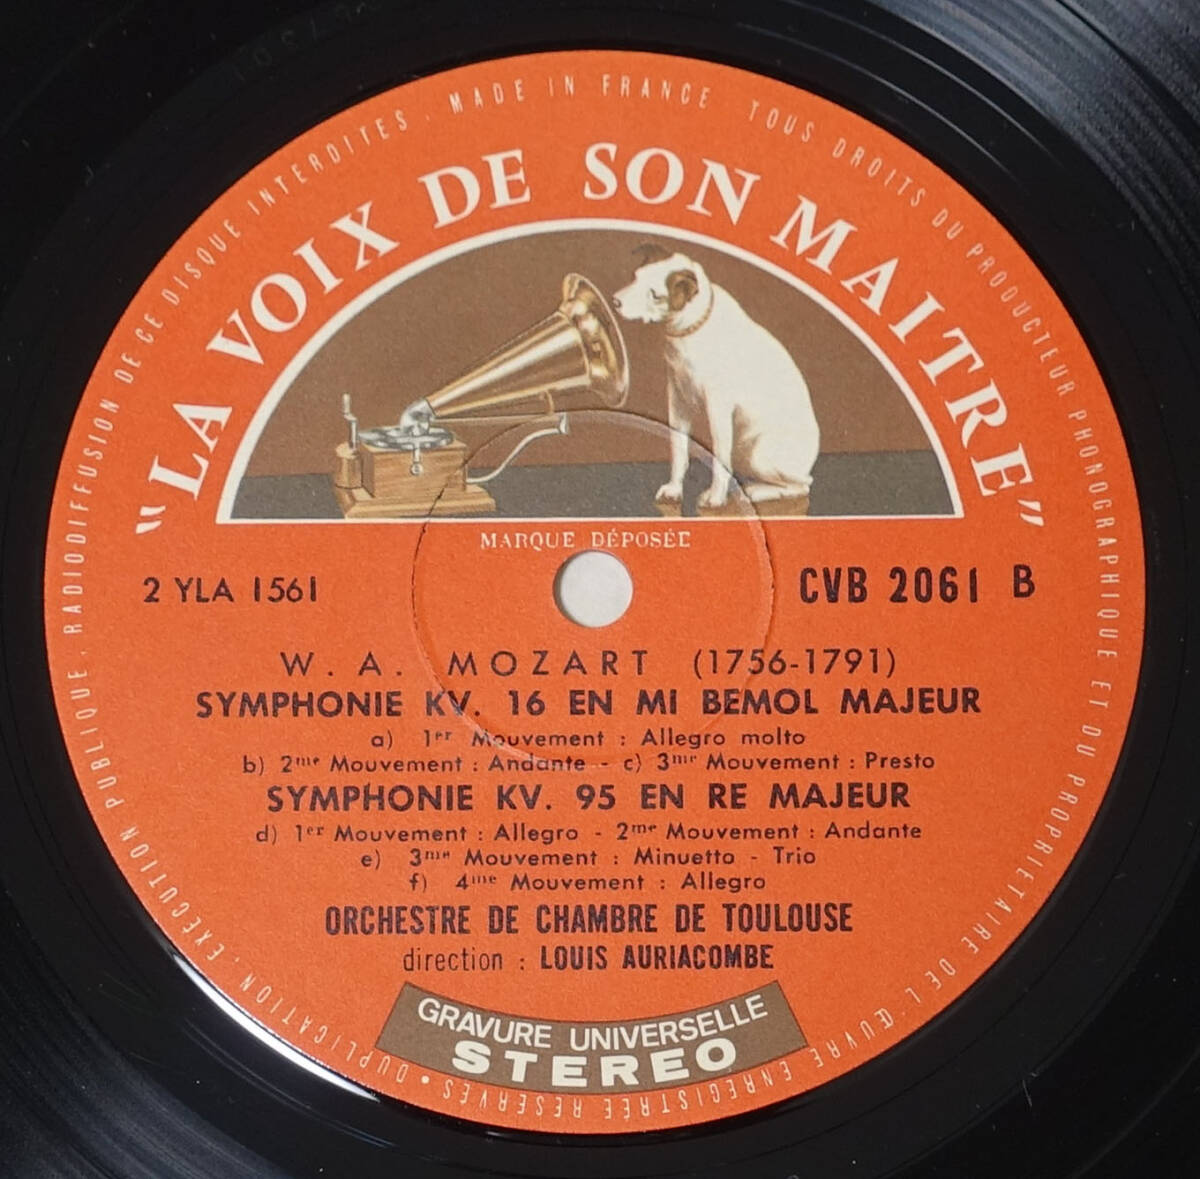 MADE IN FRANCE . TOUS DROITS DU PRODUCTEUR PHONOGRAPHIQUE ET DU PROPRIÉTAIRE DE L'ŒUVRE ENREGISTRÉE RÉSERVÉS • DUPLICATION, EXÉCUTION PUBLIQUE, RADIODIFFUSION DE CE DISQUE INTERDITES .
"LA VOIX DE SON MAITRE"
MARQUE DÉPOSÉE
2 YLA 1561
CVB 2061 B
W. A. MOZART (1756-1791)
SYMPHONIE KV. 16 EN MI BEMOL MAJEUR
a) 1er Mouvement : Allegro molto
b) 2me Mouvement : Andante - c) 3me Mouvement : Presto
SYMPHONIE KV. 95 EN RE MAJEUR
d) 1er Mouvement : Allegro - 2me Mouvement : Andante
e) 3me Mouvement : Minuetto - Trio
f) 4me Mouvement : Allegro
ORCHESTRE DE CHAMBRE DE TOULOUSE
direction : LOUIS AURIACOMBE
GRAVURE UNIVERSELLE
STEREO